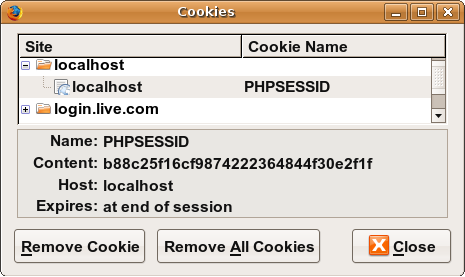 Cookies
Site Cookie Name
localhost
localhost PHPSESSID
login.live.com
Name: PHPSESSID
Content: b88c25f16cf9874222364844f30e2f1f
Host: localhost
Expires: at end of session
Remove Cookie Remove All Cookies Close